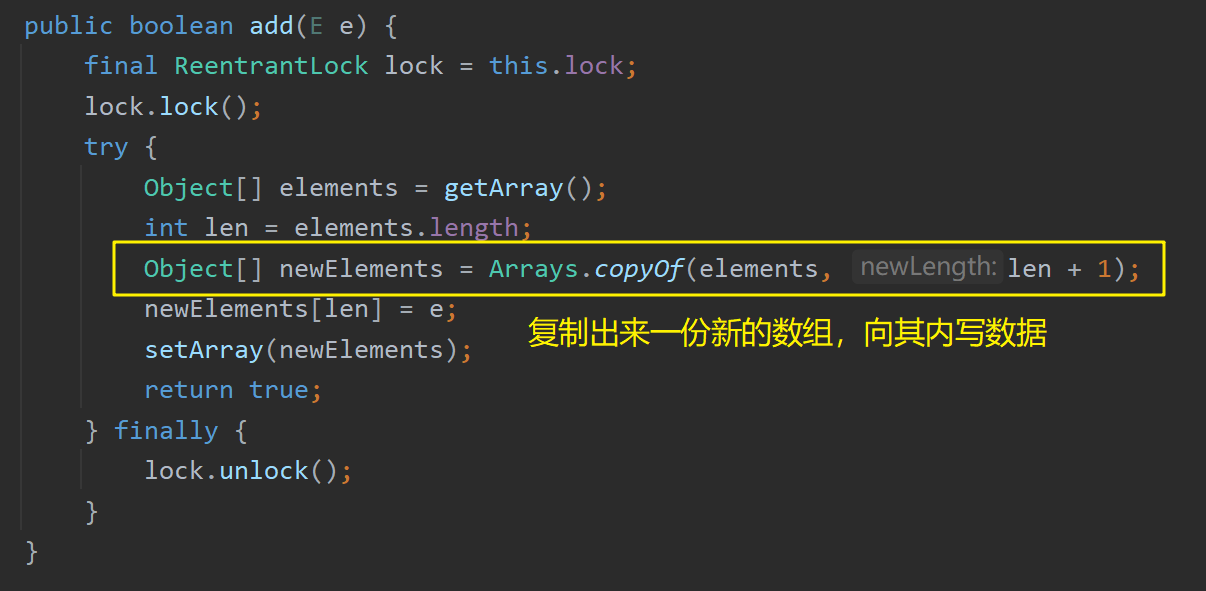 public boolean add(E e) {
final ReentrantLock lock = this.lock;
lock.lock();
try {
Object[] elements = getArray();
int len = elements.length;
Object[] newElements = Arrays.copyOf(elements, newLength: len + 1);
newElements[len] = e;
复制出来一份新的数组，向其内写数据
setArray(newElements);
return true;
} finally {
lock.unlock();
}
}